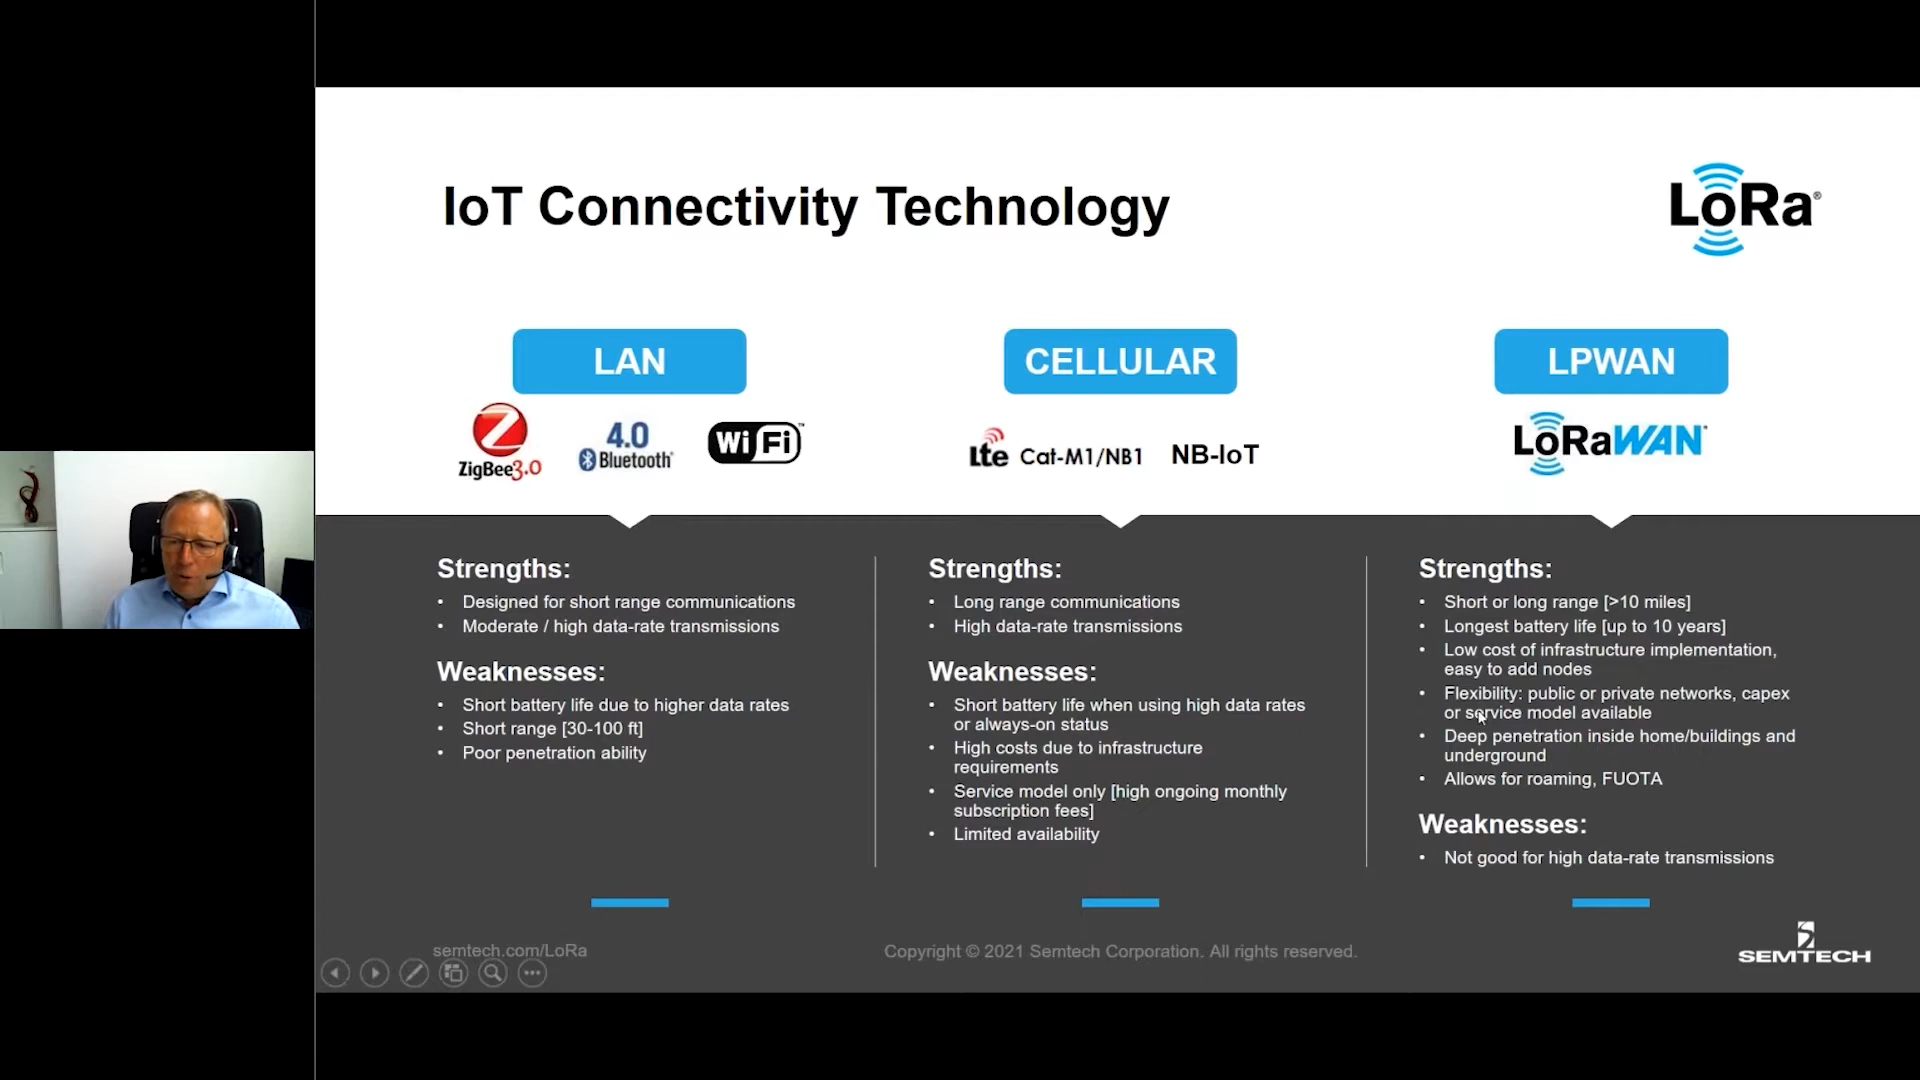 IoT Connectivity Technology
LoRa®
LAN
ZigBee3.0
4.0
Bluetooth®
WiFi™
Strengths:
• Designed for short range communications
• Moderate / high data-rate transmissions
Weaknesses:
• Short battery life due to higher data rates
• Short range [30-100 ft]
• Poor penetration ability
CELLULAR
Lte Cat-M1/NB1 NB-IoT
Strengths:
• Long range communications
• High data-rate transmissions
Weaknesses:
• Short battery life when using high data rates
or always-on status
• High costs due to infrastructure
requirements
• Service model only [high ongoing monthly
subscription fees]
• Limited availability
LPWAN
LoRaWAN™
Strengths:
• Short or long range [>10 miles]
• Longest battery life [up to 10 years]
• Low cost of infrastructure implementation,
easy to add nodes
• Flexibility: public or private networks, capex
or service model available
• Deep penetration inside home/buildings and
underground
• Allows for roaming, FUOTA
Weaknesses:
• Not good for high data-rate transmissions
semtech.com/LoRa
Copyright © 2021 Semtech Corporation. All rights reserved.
SEMTECH